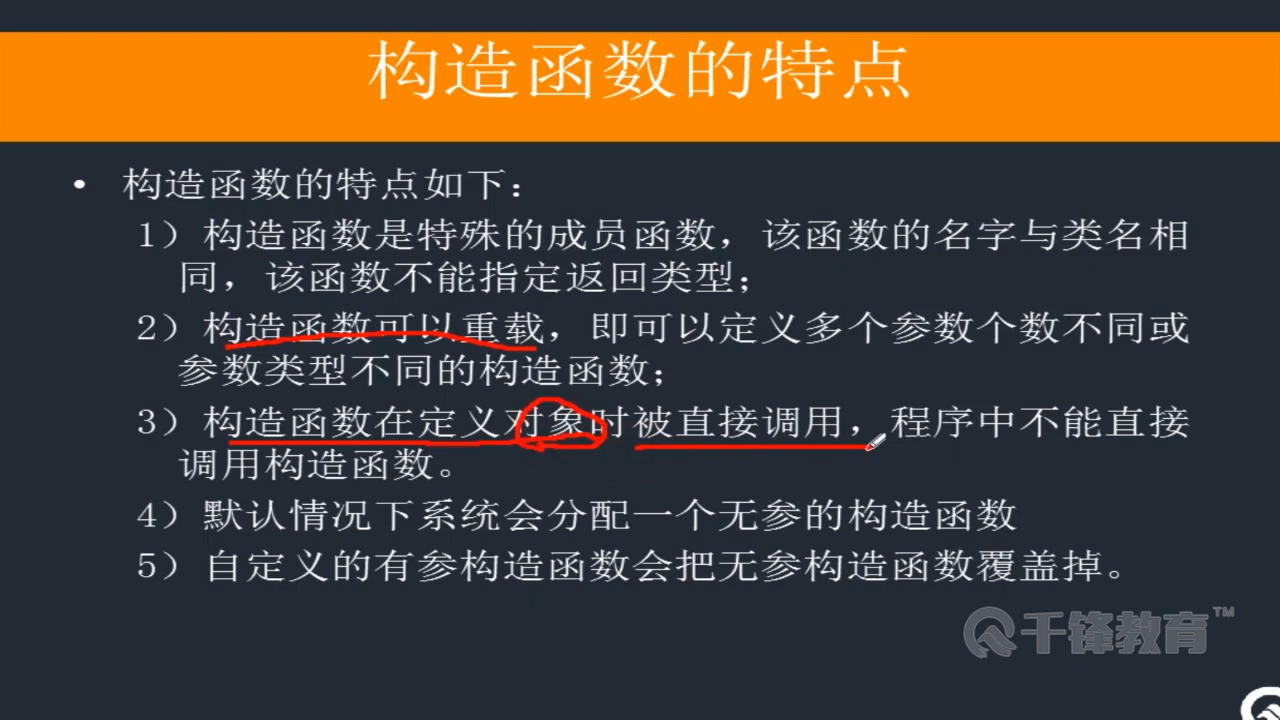 构造函数的特点
• 构造函数的特点如下：
1）构造函数是特殊的成员函数，该函数的名字与类名相
同，该函数不能指定返回类型；
2）构造函数可以重载，即可以定义多个参数个数不同或
参数类型不同的构造函数；
3）构造函数在定义对象时被直接调用，程序中不能直接
调用构造函数。
4）默认情况下系统会分配一个无参的构造函数
5）自定义的有参构造函数会把无参构造函数覆盖掉。
千锋教育™